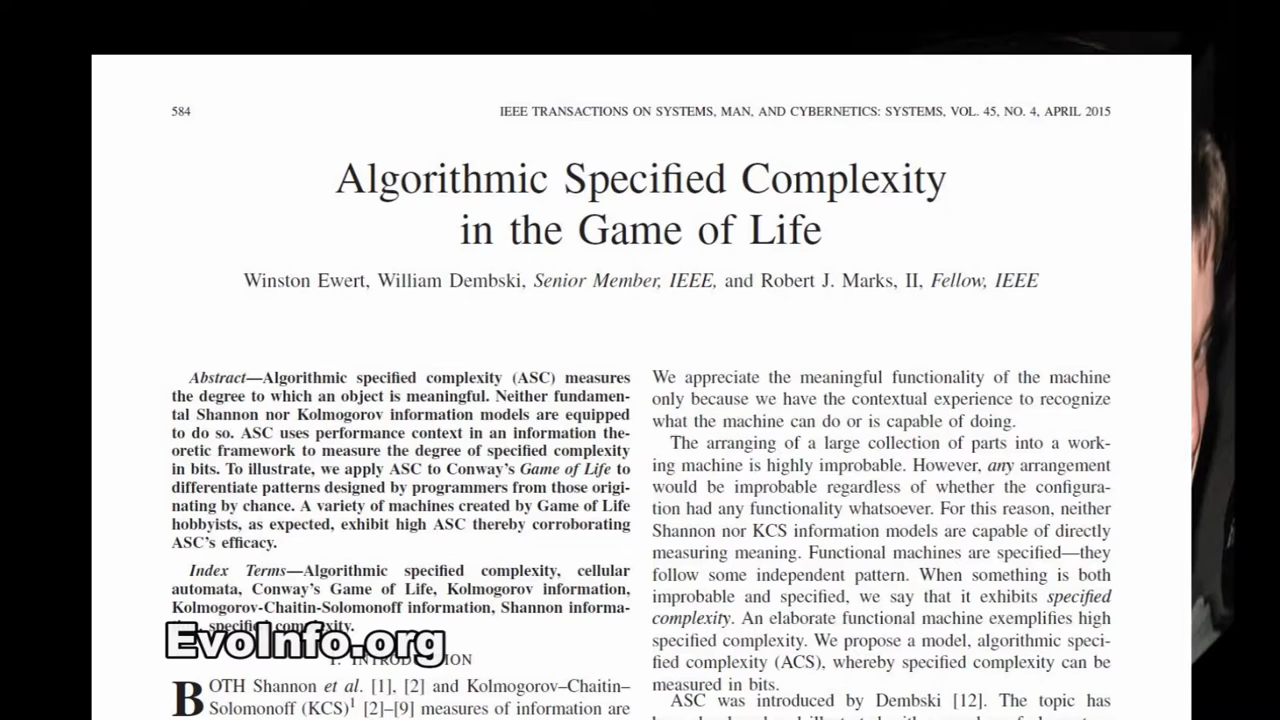 584
IEEE TRANSACTIONS ON SYSTEMS, MAN, AND CYBERNETICS: SYSTEMS, VOL. 45, NO. 4, APRIL 2015
Algorithmic Specified Complexity
in the Game of Life
Winston Ewert, William Dembski, Senior Member, IEEE, and Robert J. Marks, II, Fellow, IEEE
Abstract—Algorithmic specified complexity (ASC) measures
the degree to which an object is meaningful. Neither fundamen-
tal Shannon nor Kolmogorov information models are equipped
to do so. ASC uses performance context in an information the-
oretic framework to measure the degree of specified complexity
in bits. To illustrate, we apply ASC to Conway's Game of Life to
differentiate patterns designed by programmers from those origi-
nating by chance. A variety of machines created by Game of Life
hobbyists, as expected, exhibit high ASC thereby corroborating
ASC's efficacy.
Index Terms—Algorithmic specified complexity, cellular
automata, Conway's Game of Life, Kolmogorov information,
Kolmogorov-Chaitin-Solomonoff information, Shannon informa-
specified complexity.
EvoInfo.org
I. INTRODUCTION
BOTH Shannon et al. [1], [2] and Kolmogorov–Chaitin–
Solomonoff (KCS)1 [2]–[9] measures of information are
We appreciate the meaningful functionality of the machine
only because we have the contextual experience to recognize
what the machine can do or is capable of doing.
The arranging of a large collection of parts into a work-
ing machine is highly improbable. However, any arrangement
would be improbable regardless of whether the configura-
tion had any functionality whatsoever. For this reason, neither
Shannon nor KCS information models are capable of directly
measuring meaning. Functional machines are specified—they
follow some independent pattern. When something is both
improbable and specified, we say that it exhibits specified
complexity. An elaborate functional machine exemplifies high
specified complexity. We propose a model, algorithmic speci-
fied complexity (ACS), whereby specified complexity can be
measured in bits.
ASC was introduced by Dembski [12]. The topic has